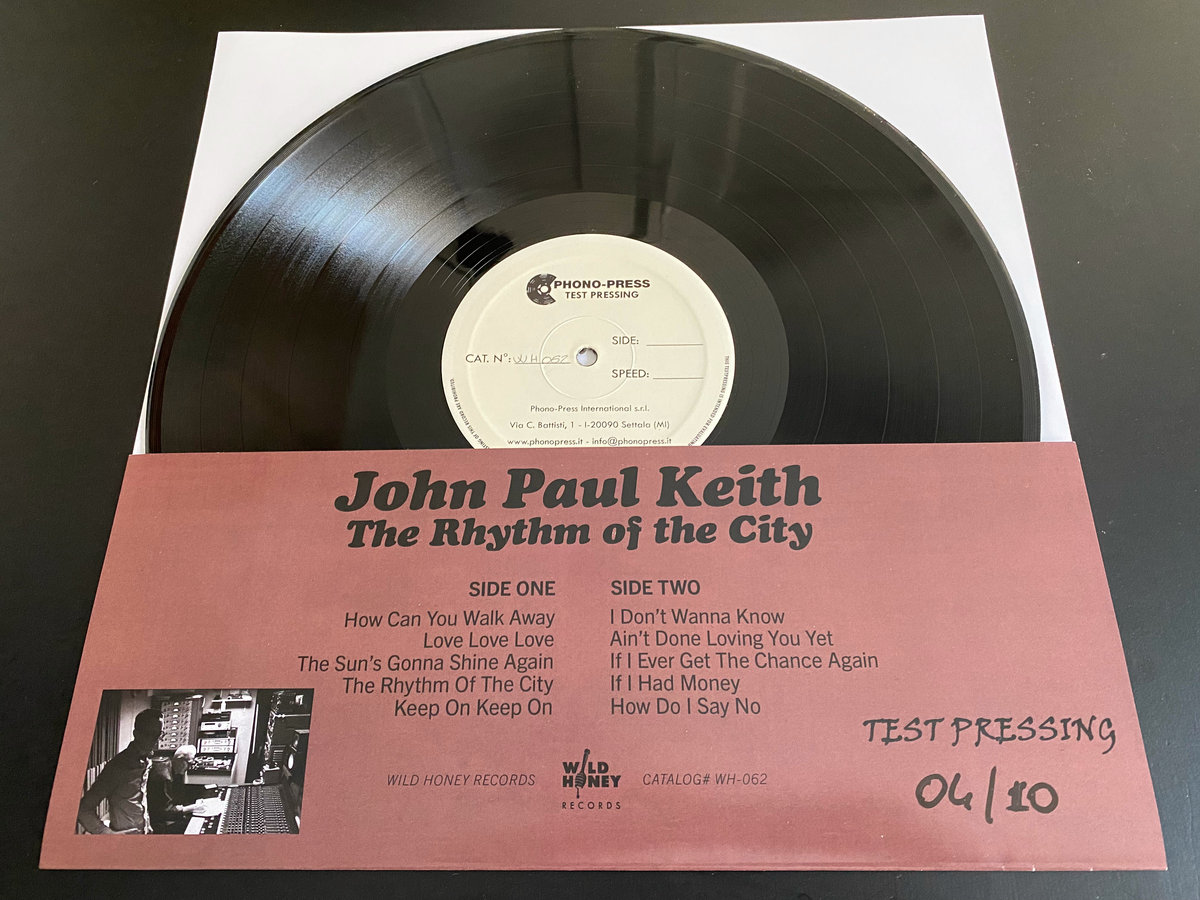 PHONO-PRESS
TEST PRESSING
SIDE:
CAT. N°: WH 062
SPEED:
Phono-Press International s.r.l.
Via C. Battisti, 1 - I-20090 Settala (MI)
www.phonopress.it - info@phonopress.it
John Paul Keith
The Rhythm of the City
SIDE ONE
How Can You Walk Away
Love Love Love
The Sun's Gonna Shine Again
The Rhythm Of The City
Keep On Keep On
SIDE TWO
I Don't Wanna Know
Ain't Done Loving You Yet
If I Ever Get The Chance Again
If I Had Money
How Do I Say No
TEST PRESSING
04/10
WILD HONEY RECORDS
WILD
HONEY
RECORDS
CATALOG# WH-062